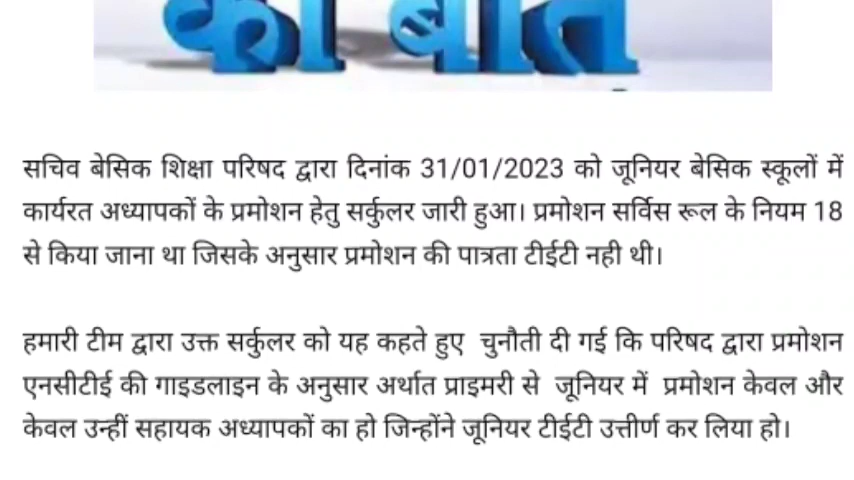 की बात
सचिव बेसिक शिक्षा परिषद द्वारा दिनांक 31/01/2023 को जूनियर बेसिक स्कूलों में
कार्यरत अध्यापकों के प्रमोशन हेतु सर्कुलर जारी हुआ। प्रमोशन सर्विस रूल के नियम 18
से किया जाना था जिसके अनुसार प्रमोशन की पात्रता टीईटी नही थी।
हमारी टीम द्वारा उक्त सर्कुलर को यह कहते हुए चुनौती दी गई कि परिषद द्वारा प्रमोशन
एनसीटीई की गाइडलाइन के अनुसार अर्थात प्राइमरी से जूनियर में प्रमोशन केवल और
केवल उन्हीं सहायक अध्यापकों का हो जिन्होंने जूनियर टीईटी उत्तीर्ण कर लिया हो।